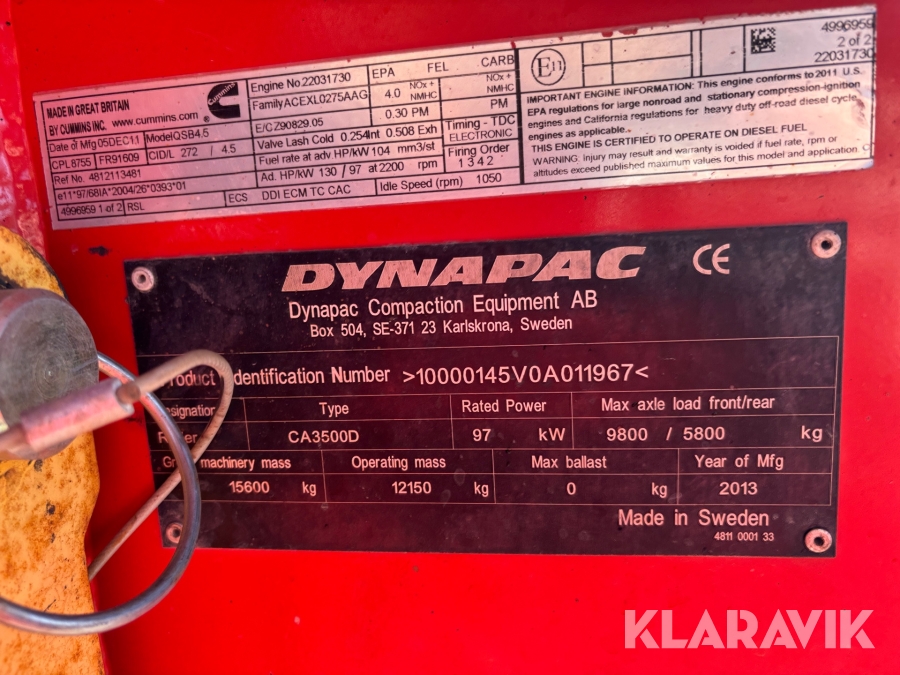 MADE IN GREAT BRITAIN
BY CUMMINS INC. www.cummins.com
Cummins
Date of Mfg 05DEC11 Model QSB4.5
CPL 8755 FR91609 CID/L 272 / 4.5
Ref No. 4812113481
e11*97/68IA*2004/26*0393*01
4996959 1 of 2 RSL
Engine No. 22031730
Family ACEXL0275AAG
E/C Z90829.05
Valve Lash Cold 0.254 Int 0.508 Exh
Fuel rate at adv HP/kW 104 mm3/st
Ad. HP/kW 130 / 97 at 2200 rpm
ECS DDI ECM TC CAC Idle Speed (rpm) 1050
EPA FEL CARB
4.0 NOx + NMHC NOx + NMHC
0.30 PM PM
Timing - TDC
ELECTRONIC
Firing Order
1 3 4 2
E11
4996959
2 of 2
22031730
IMPORTANT ENGINE INFORMATION: This engine conforms to 2011 U.S.
EPA regulations for large nonroad and stationary compression-ignition
engines and California regulations for heavy duty off-road diesel cycle
engines as applicable.
THIS ENGINE IS CERTIFIED TO OPERATE ON DIESEL FUEL
WARNING: Injury may result and warranty is voided if fuel rate, rpm or
altitudes exceed published maximum values for this model and application. C
DYNAPAC CE
Dynapac Compaction Equipment AB
Box 504, SE-371 23 Karlskrona, Sweden
Product Identification Number >10000145V0A011967<
Designation Type Rated Power Max axle load front/rear
Roller CA3500D 97 kW 9800 / 5800 kg
Gross machinery mass Operating mass Max ballast Year of Mfg
15600 kg 12150 kg 0 kg 2013
Made in Sweden
4811 0001 33
KLARAVIK